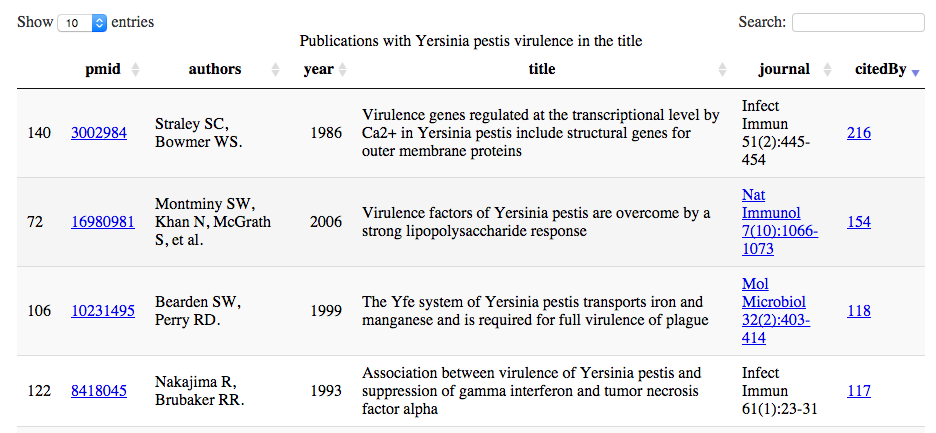 Show 10 entries Search:
Publications with Yersinia pestis virulence in the title
pmid authors year title journal citedBy
140 3002984 Straley SC, Bowmer WS. 1986 Virulence genes regulated at the transcriptional level by Ca2+ in Yersinia pestis include structural genes for outer membrane proteins Infect Immun 51(2):445-454 216
72 16980981 Montminy SW, Khan N, McGrath S, et al. 2006 Virulence factors of Yersinia pestis are overcome by a strong lipopolysaccharide response Nat Immunol 7(10):1066-1073 154
106 10231495 Bearden SW, Perry RD. 1999 The Yfe system of Yersinia pestis transports iron and manganese and is required for full virulence of plague Mol Microbiol 32(2):403-414 118
122 8418045 Nakajima R, Brubaker RR. 1993 Association between virulence of Yersinia pestis and suppression of gamma interferon and tumor necrosis factor alpha Infect Immun 61(1):23-31 117